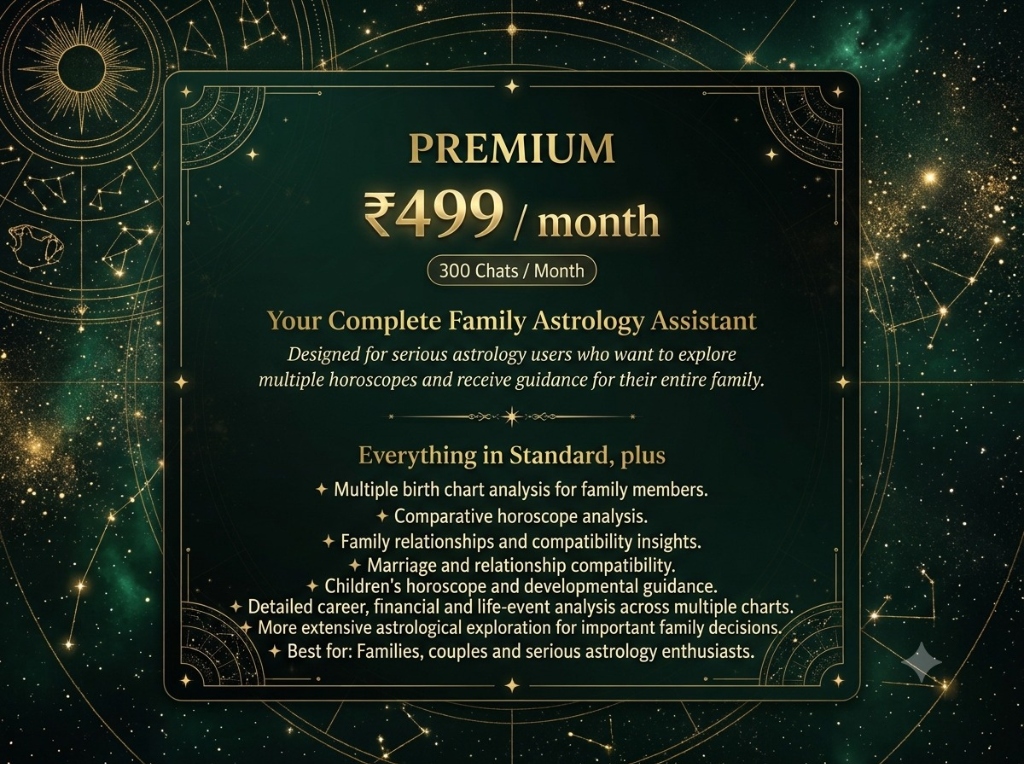 PREMIUM
₹499 / month
300 Chats / Month
Your Complete Family Astrology Assistant
Designed for serious astrology users who want to explore
multiple horoscopes and receive guidance for their entire family.
Everything in Standard, plus
Multiple birth chart analysis for family members.
Comparative horoscope analysis.
Family relationships and compatibility insights.
Marriage and relationship compatibility.
Children's horoscope and developmental guidance.
Detailed career, financial and life-event analysis across multiple charts.
More extensive astrological exploration for important family decisions.
Best for: Families, couples and serious astrology enthusiasts.